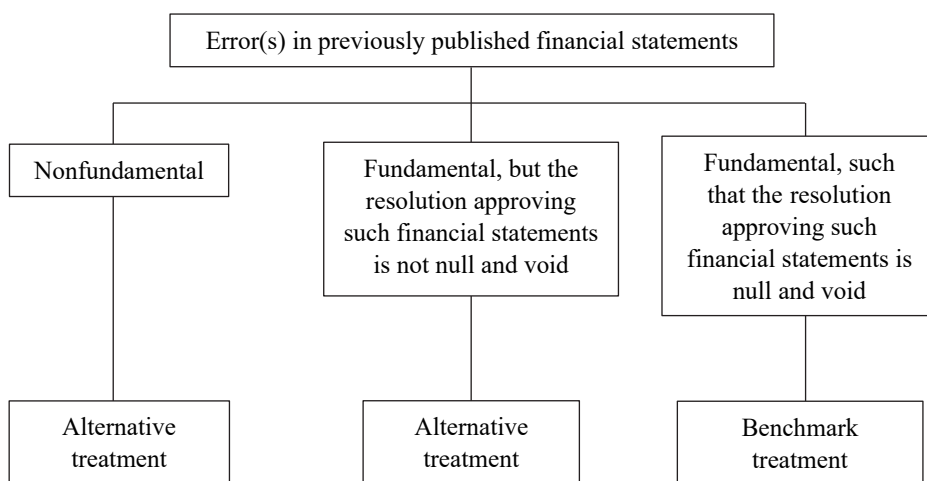 Error(s) in previously published financial statements
Nonfundamental
Fundamental, but the
resolution approving
such financial statements
is not null and void
Fundamental, such
that the resolution
approving such
financial statements is
null and void
Alternative
treatment
Alternative
treatment
Benchmark
treatment